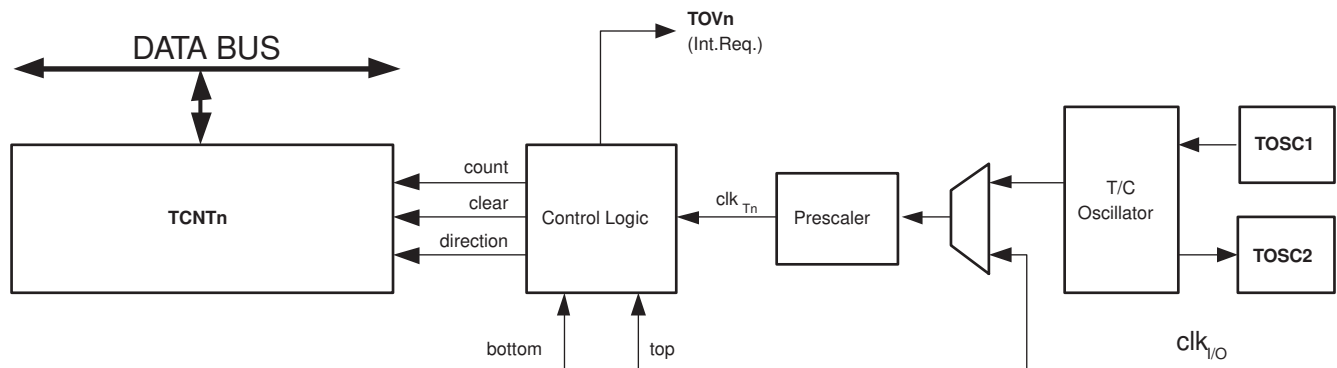 TOVn
(Int.Req.)
DATA BUS
TOSC1
count
T/C
Oscillator
clk Tn
TCNTn
clear
Control Logic
Prescaler
direction
TOSC2
bottom
top
clkI/O